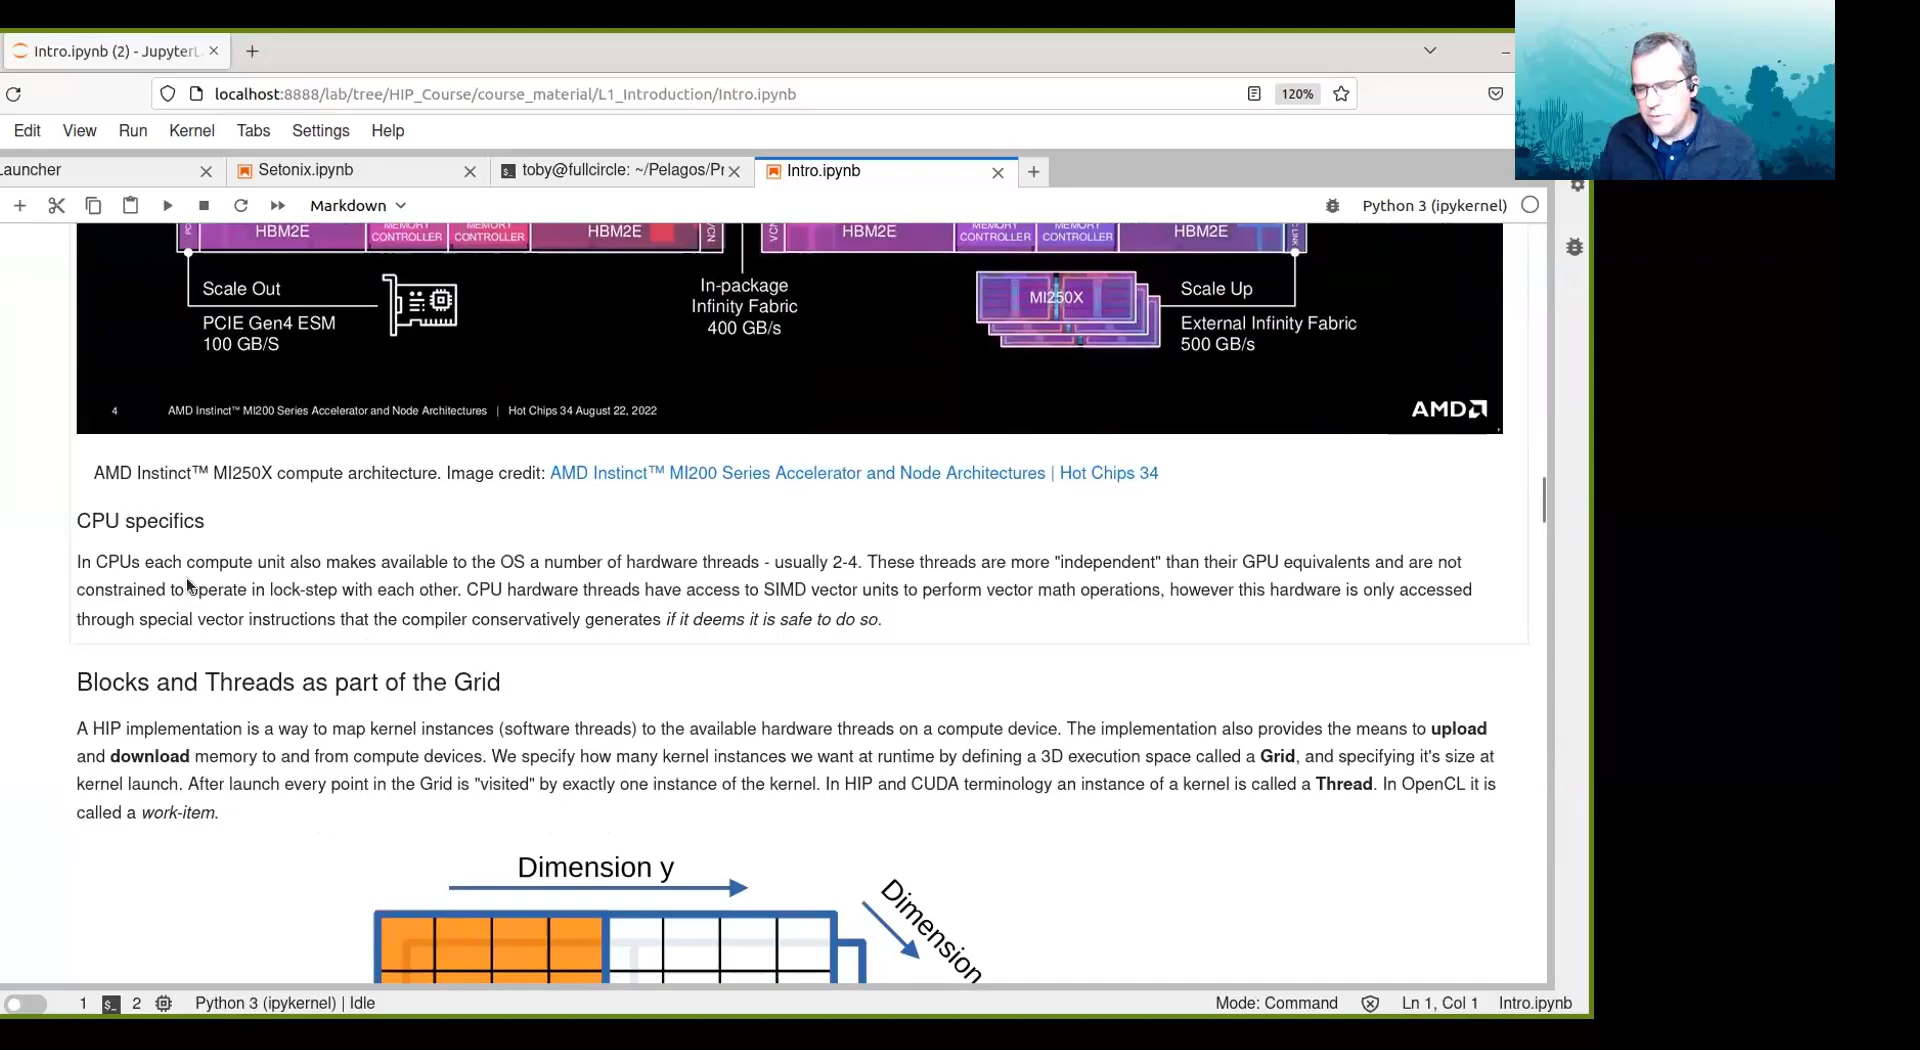 Intro.ipynb (2) - JupyterL
localhost:8888/lab/tree/HIP_Course/course_material/L1_Introduction/Intro.ipynb
120%
Edit View Run Kernel Tabs Settings Help
Launcher
Setonix.ipynb
toby@fullcircle: ~/Pelagos/Pr
Intro.ipynb
Markdown
Python 3 (ipykernel)
HBM2E MEMORY CONTROLLER MEMORY CONTROLLER HBM2E VCN
VCN HBM2E MEMORY CONTROLLER MEMORY CONTROLLER HBM2E
Scale Out
PCIE Gen4 ESM
100 GB/S
In-package
Infinity Fabric
400 GB/s
MI250X
Scale Up
External Infinity Fabric
500 GB/s
4 AMD Instinct™ MI200 Series Accelerator and Node Architectures | Hot Chips 34 August 22, 2022
AMD
AMD Instinct™ MI250X compute architecture. Image credit: AMD Instinct™ MI200 Series Accelerator and Node Architectures | Hot Chips 34
CPU specifics
In CPUs each compute unit also makes available to the OS a number of hardware threads - usually 2-4. These threads are more "independent" than their GPU equivalents and are not
constrained to operate in lock-step with each other. CPU hardware threads have access to SIMD vector units to perform vector math operations, however this hardware is only accessed
through special vector instructions that the compiler conservatively generates if it deems it is safe to do so.
Blocks and Threads as part of the Grid
A HIP implementation is a way to map kernel instances (software threads) to the available hardware threads on a compute device. The implementation also provides the means to upload
and download memory to and from compute devices. We specify how many kernel instances we want at runtime by defining a 3D execution space called a Grid, and specifying it's size at
kernel launch. After launch every point in the Grid is "visited" by exactly one instance of the kernel. In HIP and CUDA terminology an instance of a kernel is called a Thread. In OpenCL it is
called a work-item.
Dimension y
Dimension
1 2 Python 3 (ipykernel) | Idle
Mode: Command Ln 1, Col 1 Intro.ipynb